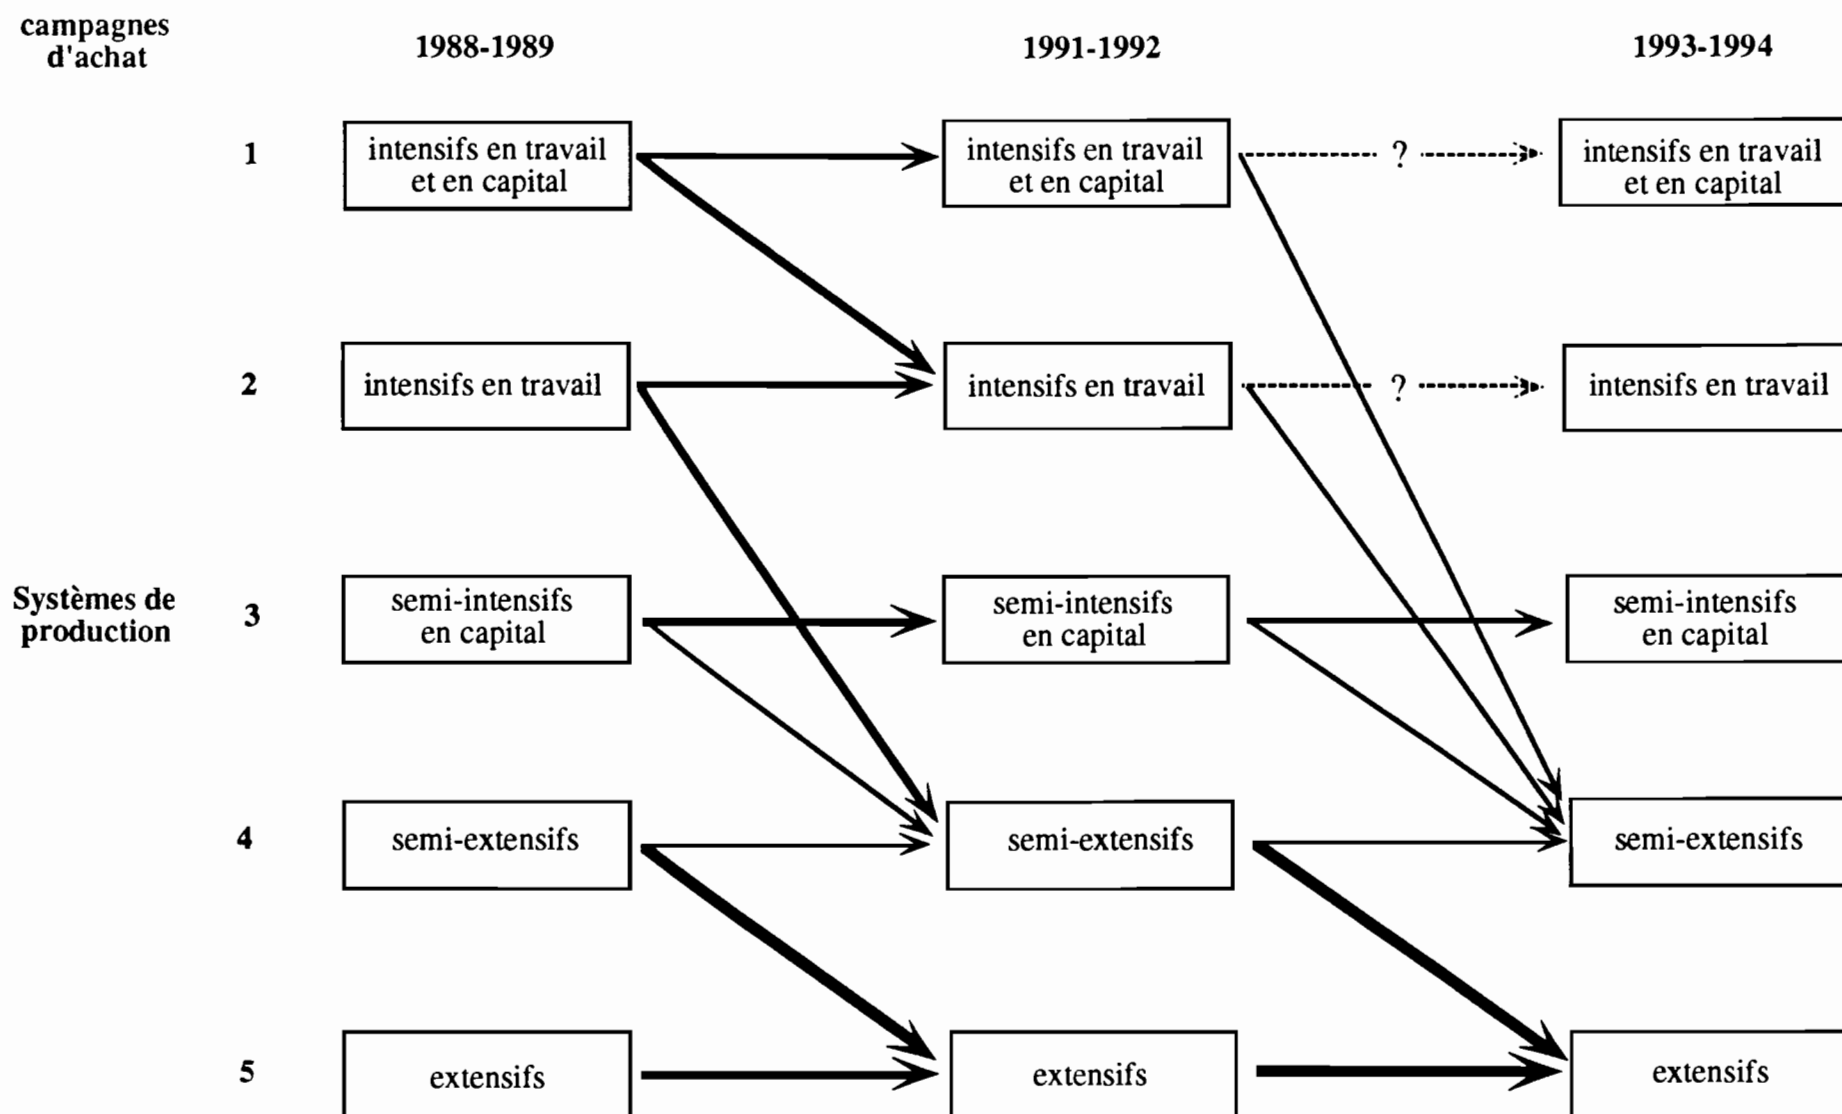 campagnes
d'achat
1988-1989
1991-1992
1993-1994
1
intensifs en travail
et en capital
intensifs en travail
et en capital
?
intensifs en travail
et en capital
2
intensifs en travail
intensifs en travail
?
intensifs en travail
Systèmes de
production
3
semi-intensifs
en capital
semi-intensifs
en capital
semi-intensifs
en capital
4
semi-extensifs
semi-extensifs
semi-extensifs
5
extensifs
extensifs
extensifs